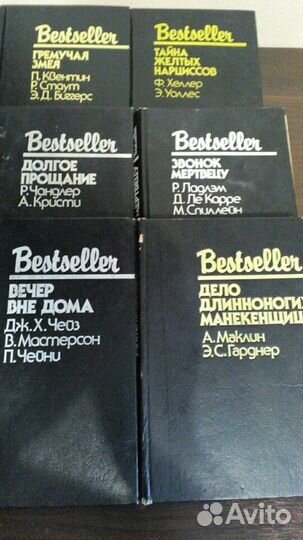 Bestseller
ГРЕМУЧАЯ
ЗМЕЯ
П. Квентин
Р. Стаут
Э. Д. Биггерс
Bestseller
ТАЙНА
ЖЕЛТЫХ
НАРЦИССОВ
Ф. Хеллер
Э. Уоллес
Bestseller
ДОЛГОЕ
ПРОЩАНИЕ
Р. Чандлер
А. Кристи
Bestseller
ЗВОНОК
МЕРТВЕЦУ
Р. Ладлэм
Д. Ле Карре
М. Спиллейн
Bestseller
ВЕЧЕР
ВНЕ ДОМА
Дж. Х. Чейз
В. Мастерсон
П. Чейни
Bestseller
ДЕЛО
ДЛИННОНОГИХ
МАНЕКЕНЩИЦ
А. Маклин
Э. С. Гарднер
Avito